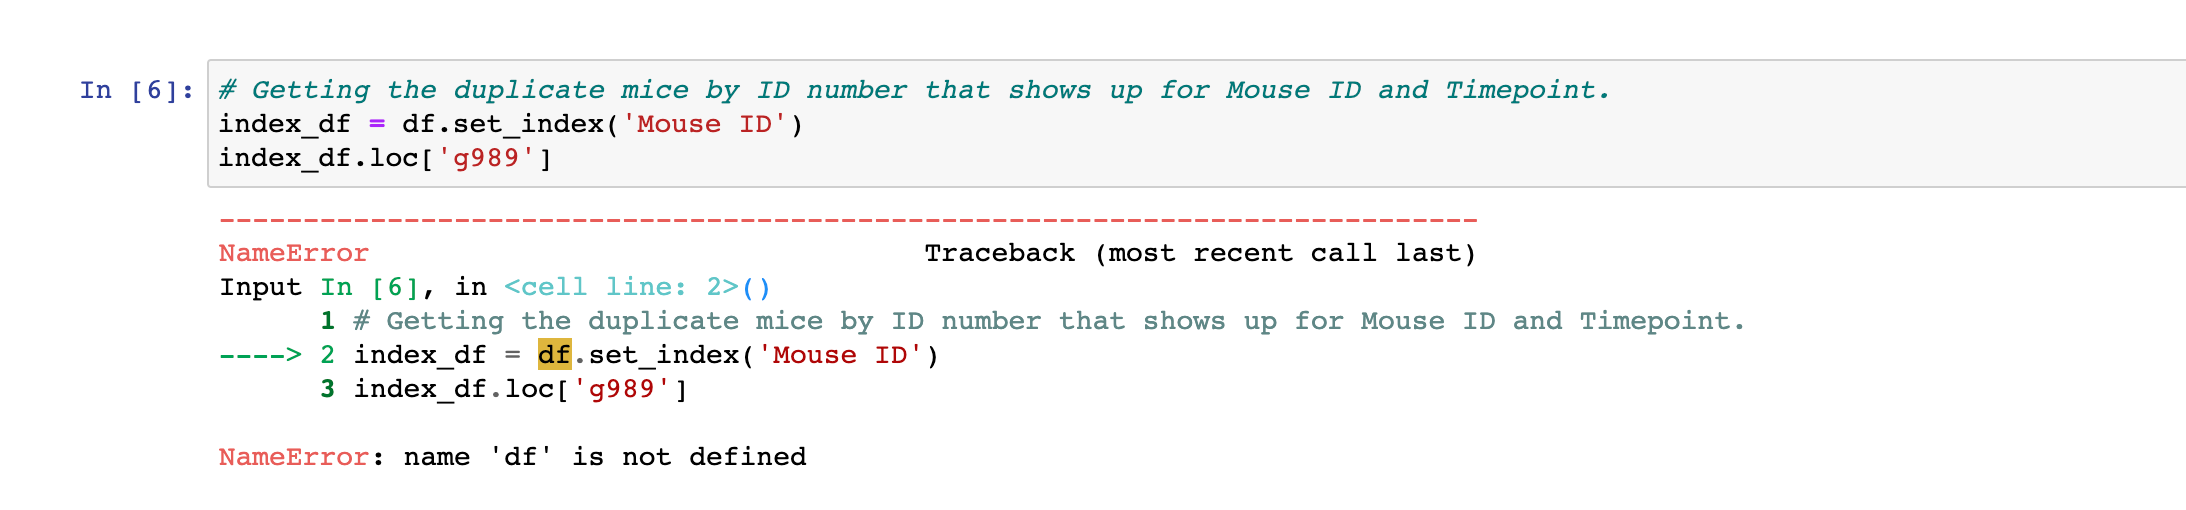 In [6]: # Getting the duplicate mice by ID number that shows up for Mouse ID and Timepoint.
index_df = df.set_index('Mouse ID')
index_df.loc['g989']
---------------------------------------------------------------------------
NameError                                 Traceback (most recent call last)
Input In [6], in <cell line: 2>()
      1 # Getting the duplicate mice by ID number that shows up for Mouse ID and Timepoint.
----> 2 index_df = df.set_index('Mouse ID')
      3 index_df.loc['g989']
NameError: name 'df' is not defined